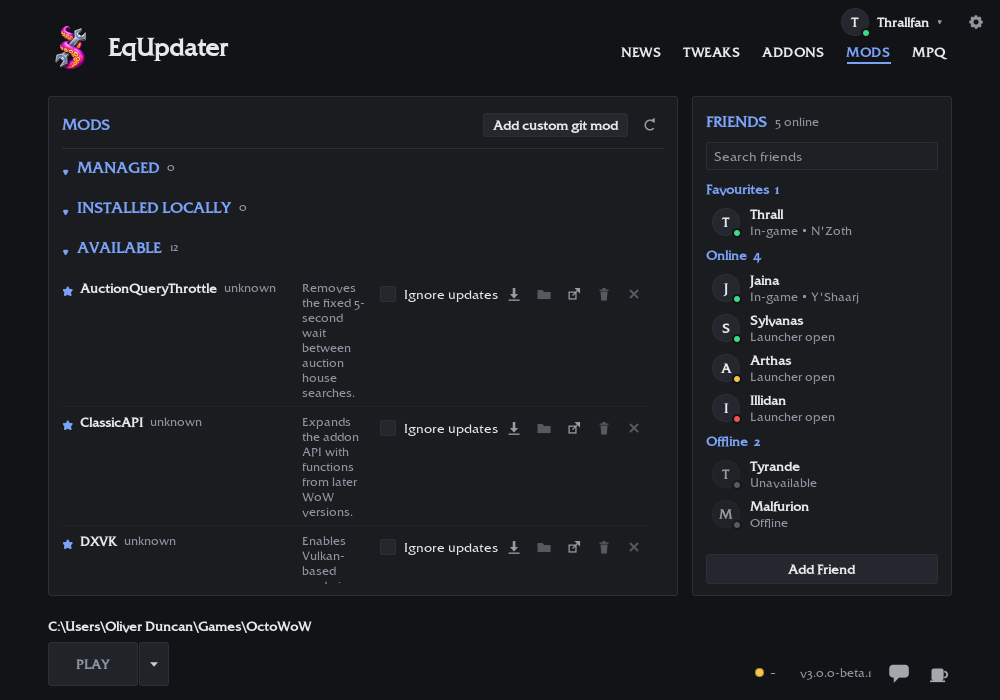 T Thrallfan
EqUpdater
NEWS TWEAKS ADDONS MODS MPQ
MODS
Add custom git mod
MANAGED 0
INSTALLED LOCALLY 0
AVAILABLE 12
AuctionQueryThrottle unknown
Removes
the fixed 5-
second
wait
between
auction
house
searches.
Ignore updates
ClassicAPI unknown
Expands
the addon
API with
functions
from later
WoW
versions.
Ignore updates
DXVK unknown
Enables
Vulkan-
based
Ignore updates
FRIENDS 5 online
Search friends
Favourites 1
T Thrall
In-game • N'Zoth
Online 4
J Jaina
In-game • Y'Shaarj
S Sylvanas
Launcher open
A Arthas
Launcher open
I Illidan
Launcher open
Offline 2
T Tyrande
Unavailable
M Malfurion
Offline
Add Friend
C:\Users\Oliver Duncan\Games\OctoWoW
PLAY
- v3.0.0-beta.1